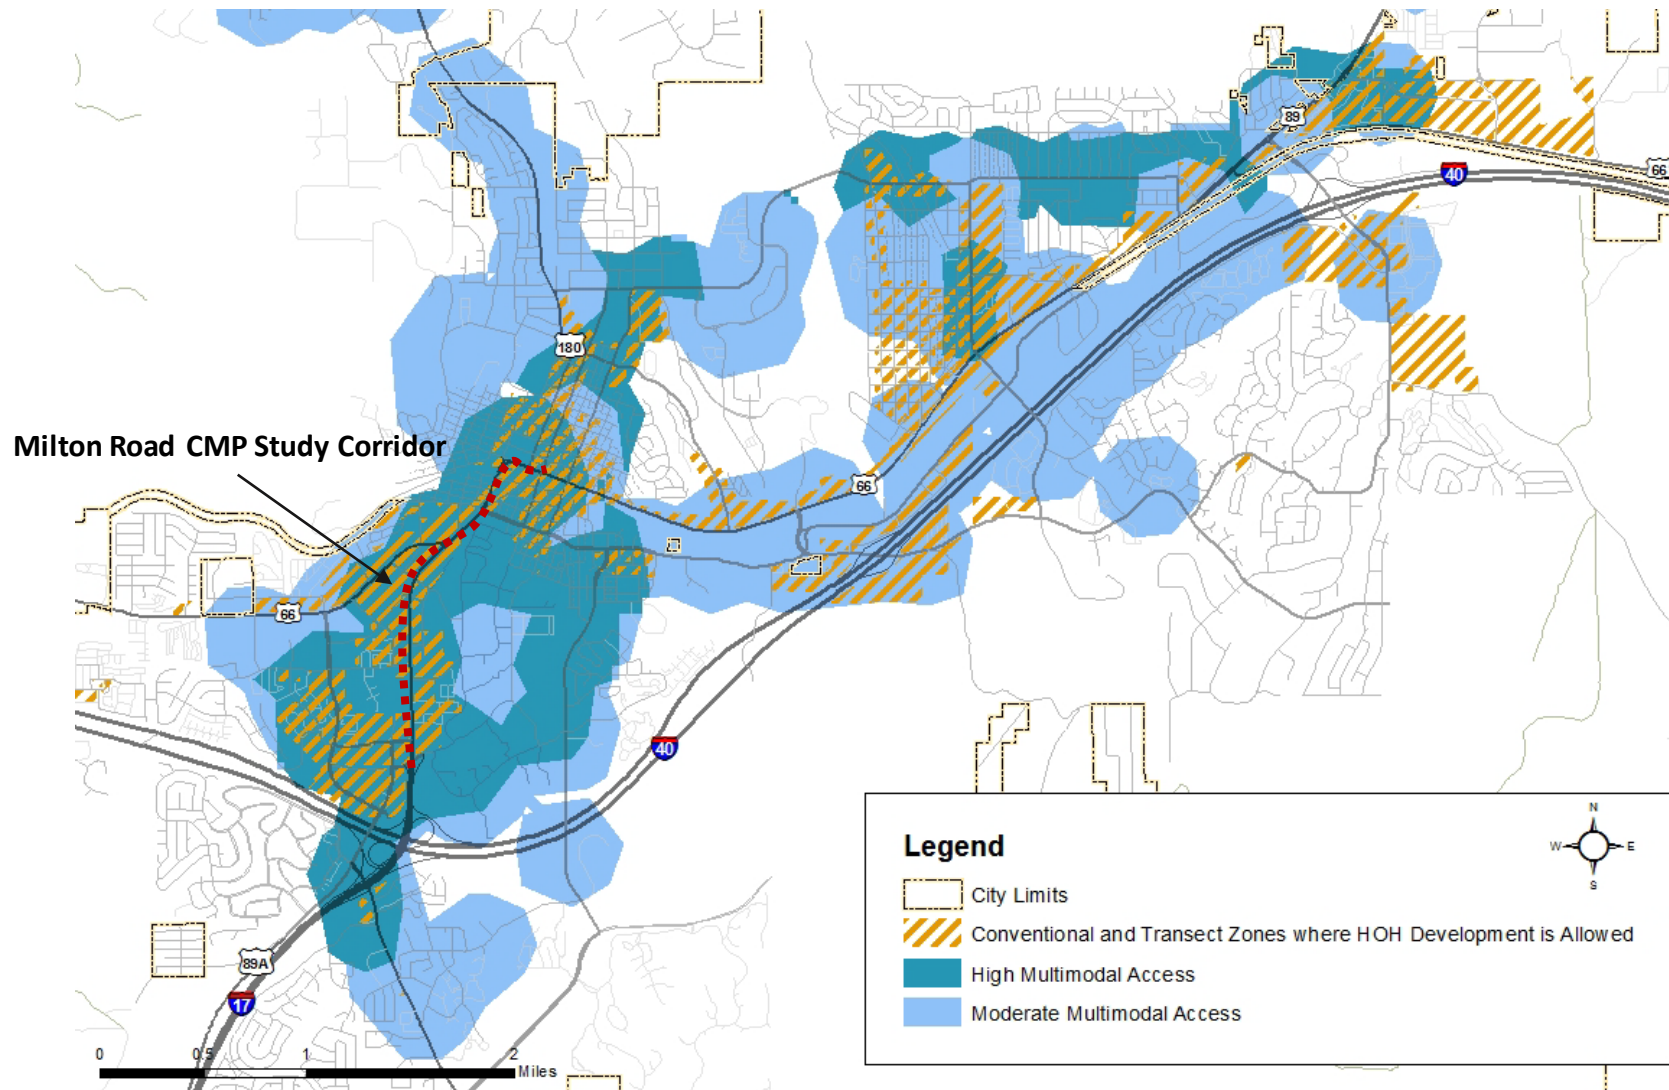 89
40
66
180
Milton Road CMP Study Corridor
66
66
40
89A
17
0
0.5
1
2
Miles
Legend
N
W
E
S
City Limits
Conventional and Transect Zones where HOH Development is Allowed
High Multimodal Access
Moderate Multimodal Access